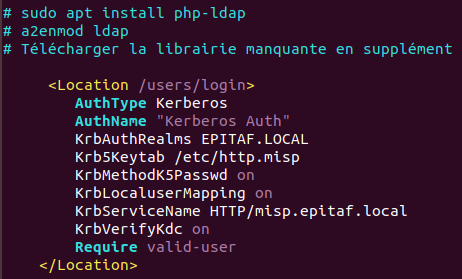 # sudo apt install php-ldap
# a2enmod ldap
# Télécharger la librairie manquante en supplément
<Location /users/login>
AuthType Kerberos
AuthName "Kerberos Auth"
KrbAuthRealms EPITAF.LOCAL
Krb5Keytab /etc/http.misp
KrbMethodK5Passwd on
KrbLocaluserMapping on
KrbServiceName HTTP/misp.epitaf.local
KrbVerifyKdc on
Require valid-user
</Location>